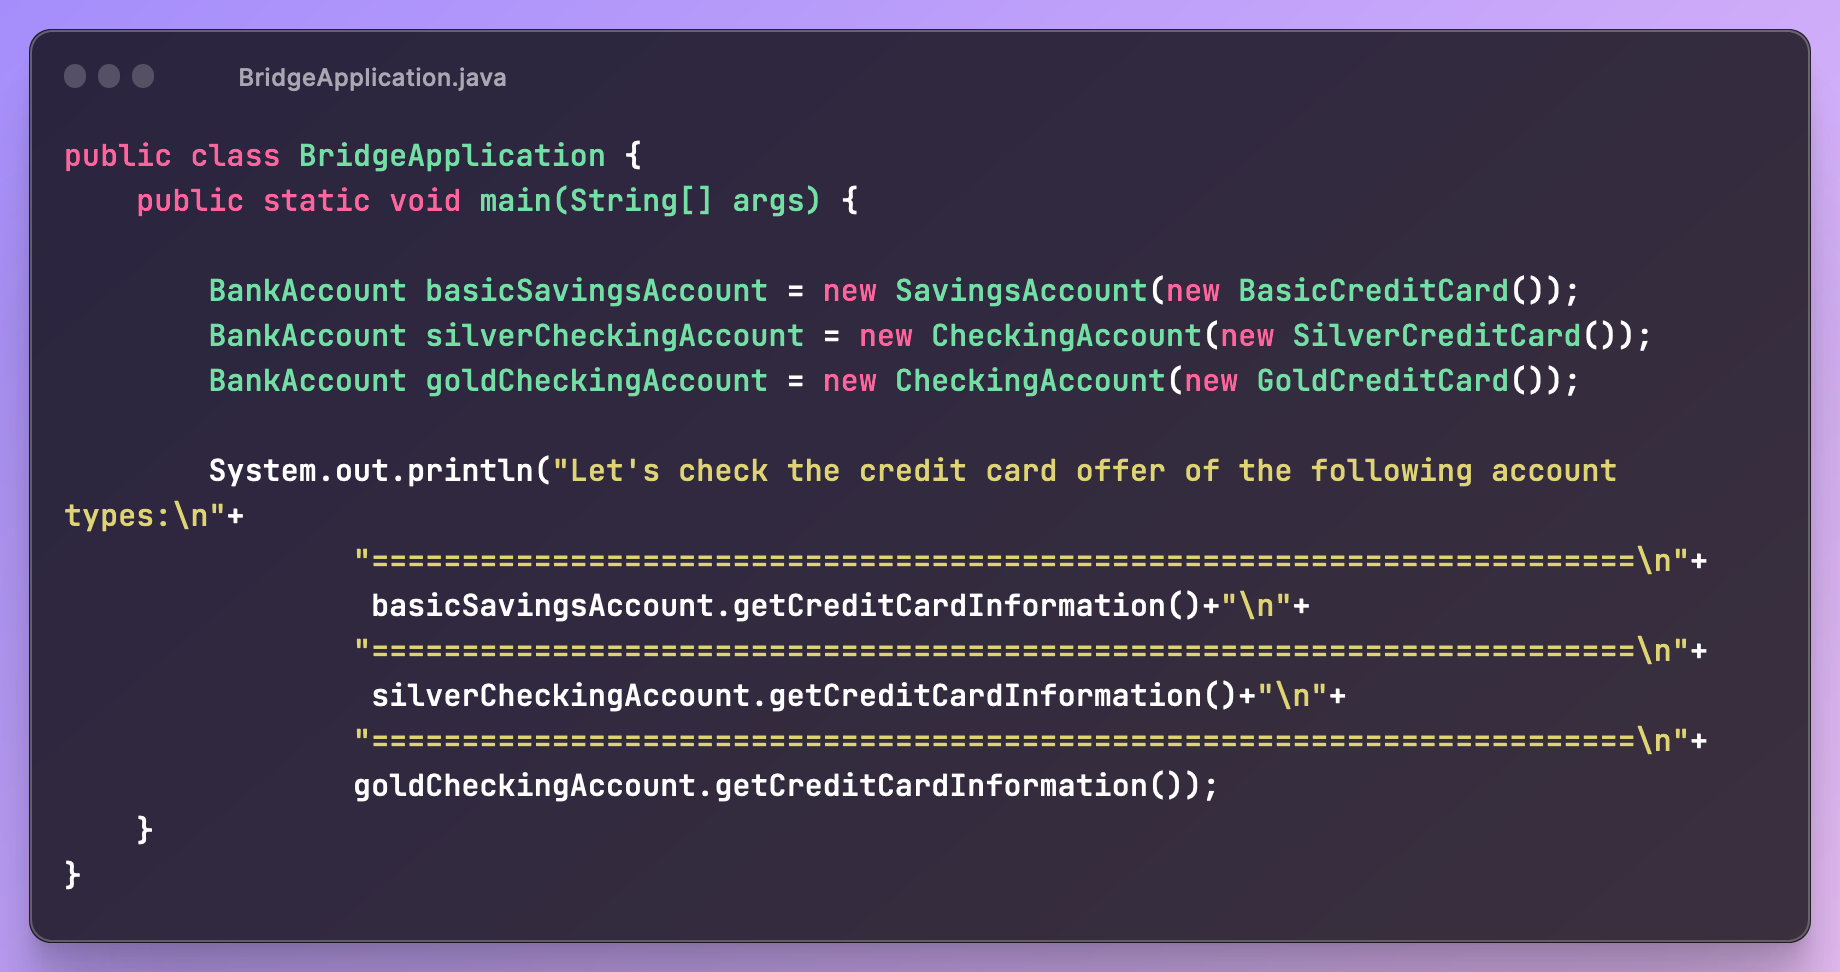 BridgeApplication.java
public class BridgeApplication {
    public static void main(String[] args) {
        BankAccount basicSavingsAccount = new SavingsAccount(new BasicCreditCard());
        BankAccount silverCheckingAccount = new CheckingAccount(new SilverCreditCard());
        BankAccount goldCheckingAccount = new CheckingAccount(new GoldCreditCard());
        System.out.println("Let's check the credit card offer of the following account
types:\n"+
                "======================================================================\n"+
                 basicSavingsAccount.getCreditCardInformation()+"\n"+
                "======================================================================\n"+
                 silverCheckingAccount.getCreditCardInformation()+"\n"+
                "======================================================================\n"+
                goldCheckingAccount.getCreditCardInformation());
    }
}